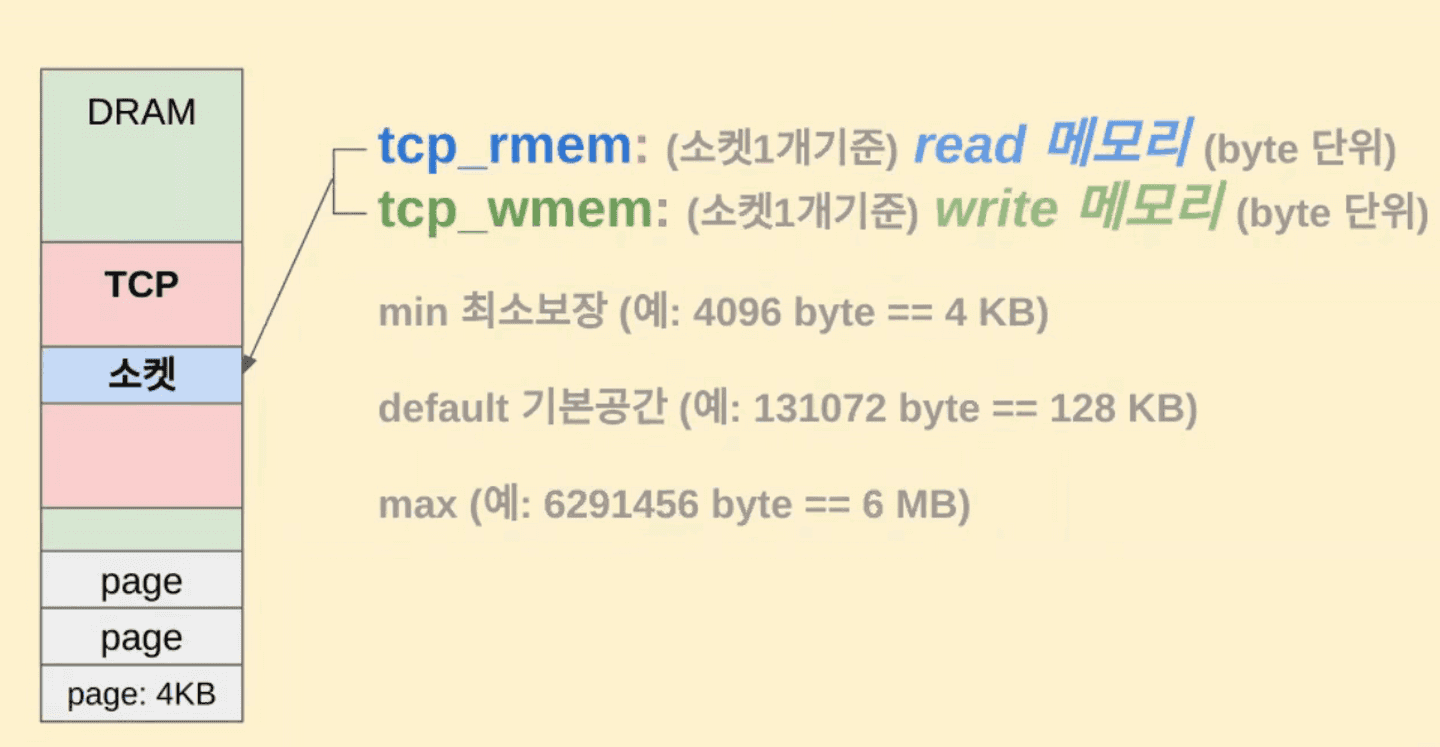 DRAM
TCP
소켓
page
page
page: 4KB
tcp_rmem: (소켓1개기준) read 메모리 (byte 단위)
tcp_wmem: (소켓1개기준) write 메모리 (byte 단위)
min 최소보장 (예: 4096 byte == 4 KB)
default 기본공간 (예: 131072 byte == 128 KB)
max (예: 6291456 byte == 6 MB)